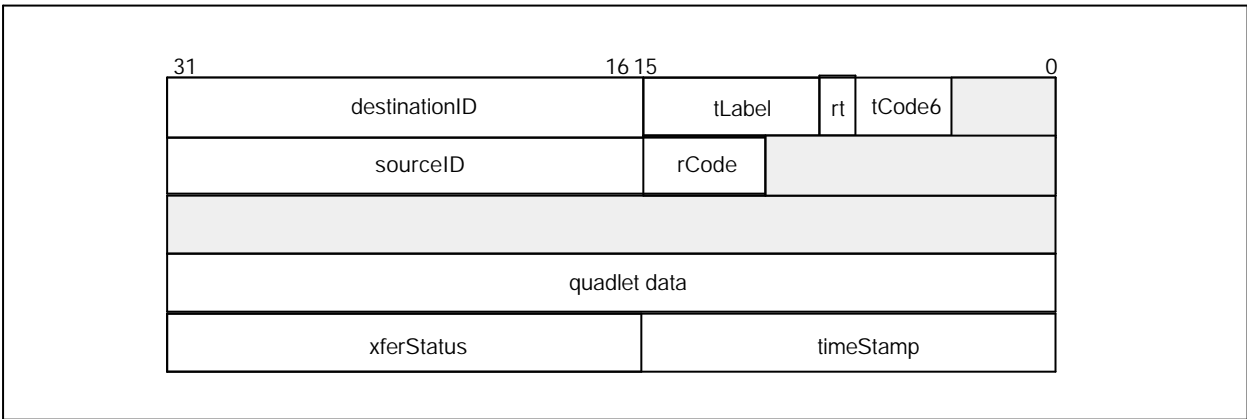 31 16 15 0
destinationID tLabel rt tCode6
sourceID rCode
quadlet data
xferStatus timeStamp